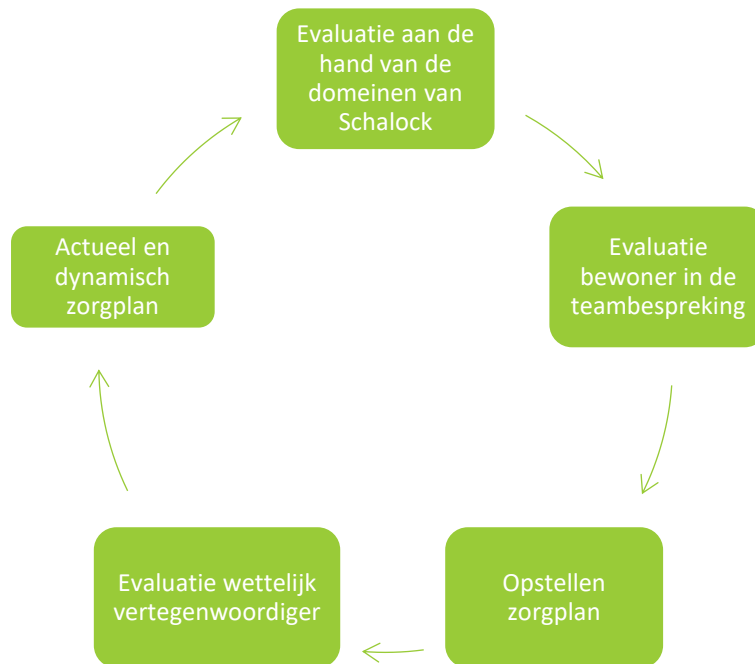 Evaluatie aan de
hand van de
domeinen van
Schalock
Evaluatie
bewoner in de
teambespreking
Opstellen
zorgplan
Evaluatie wettelijk
vertegenwoordiger
Actueel en
dynamisch
zorgplan